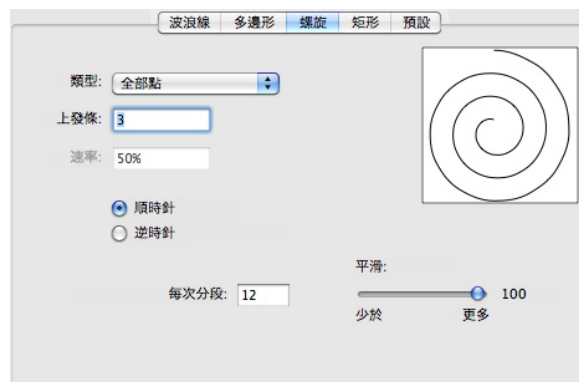 波浪線 多邊形 螺旋 矩形 預設
類型: 全部點
上發條: 3
速率: 50%
順時針
逆時針
平滑:
每次分段: 12
100
少於 更多